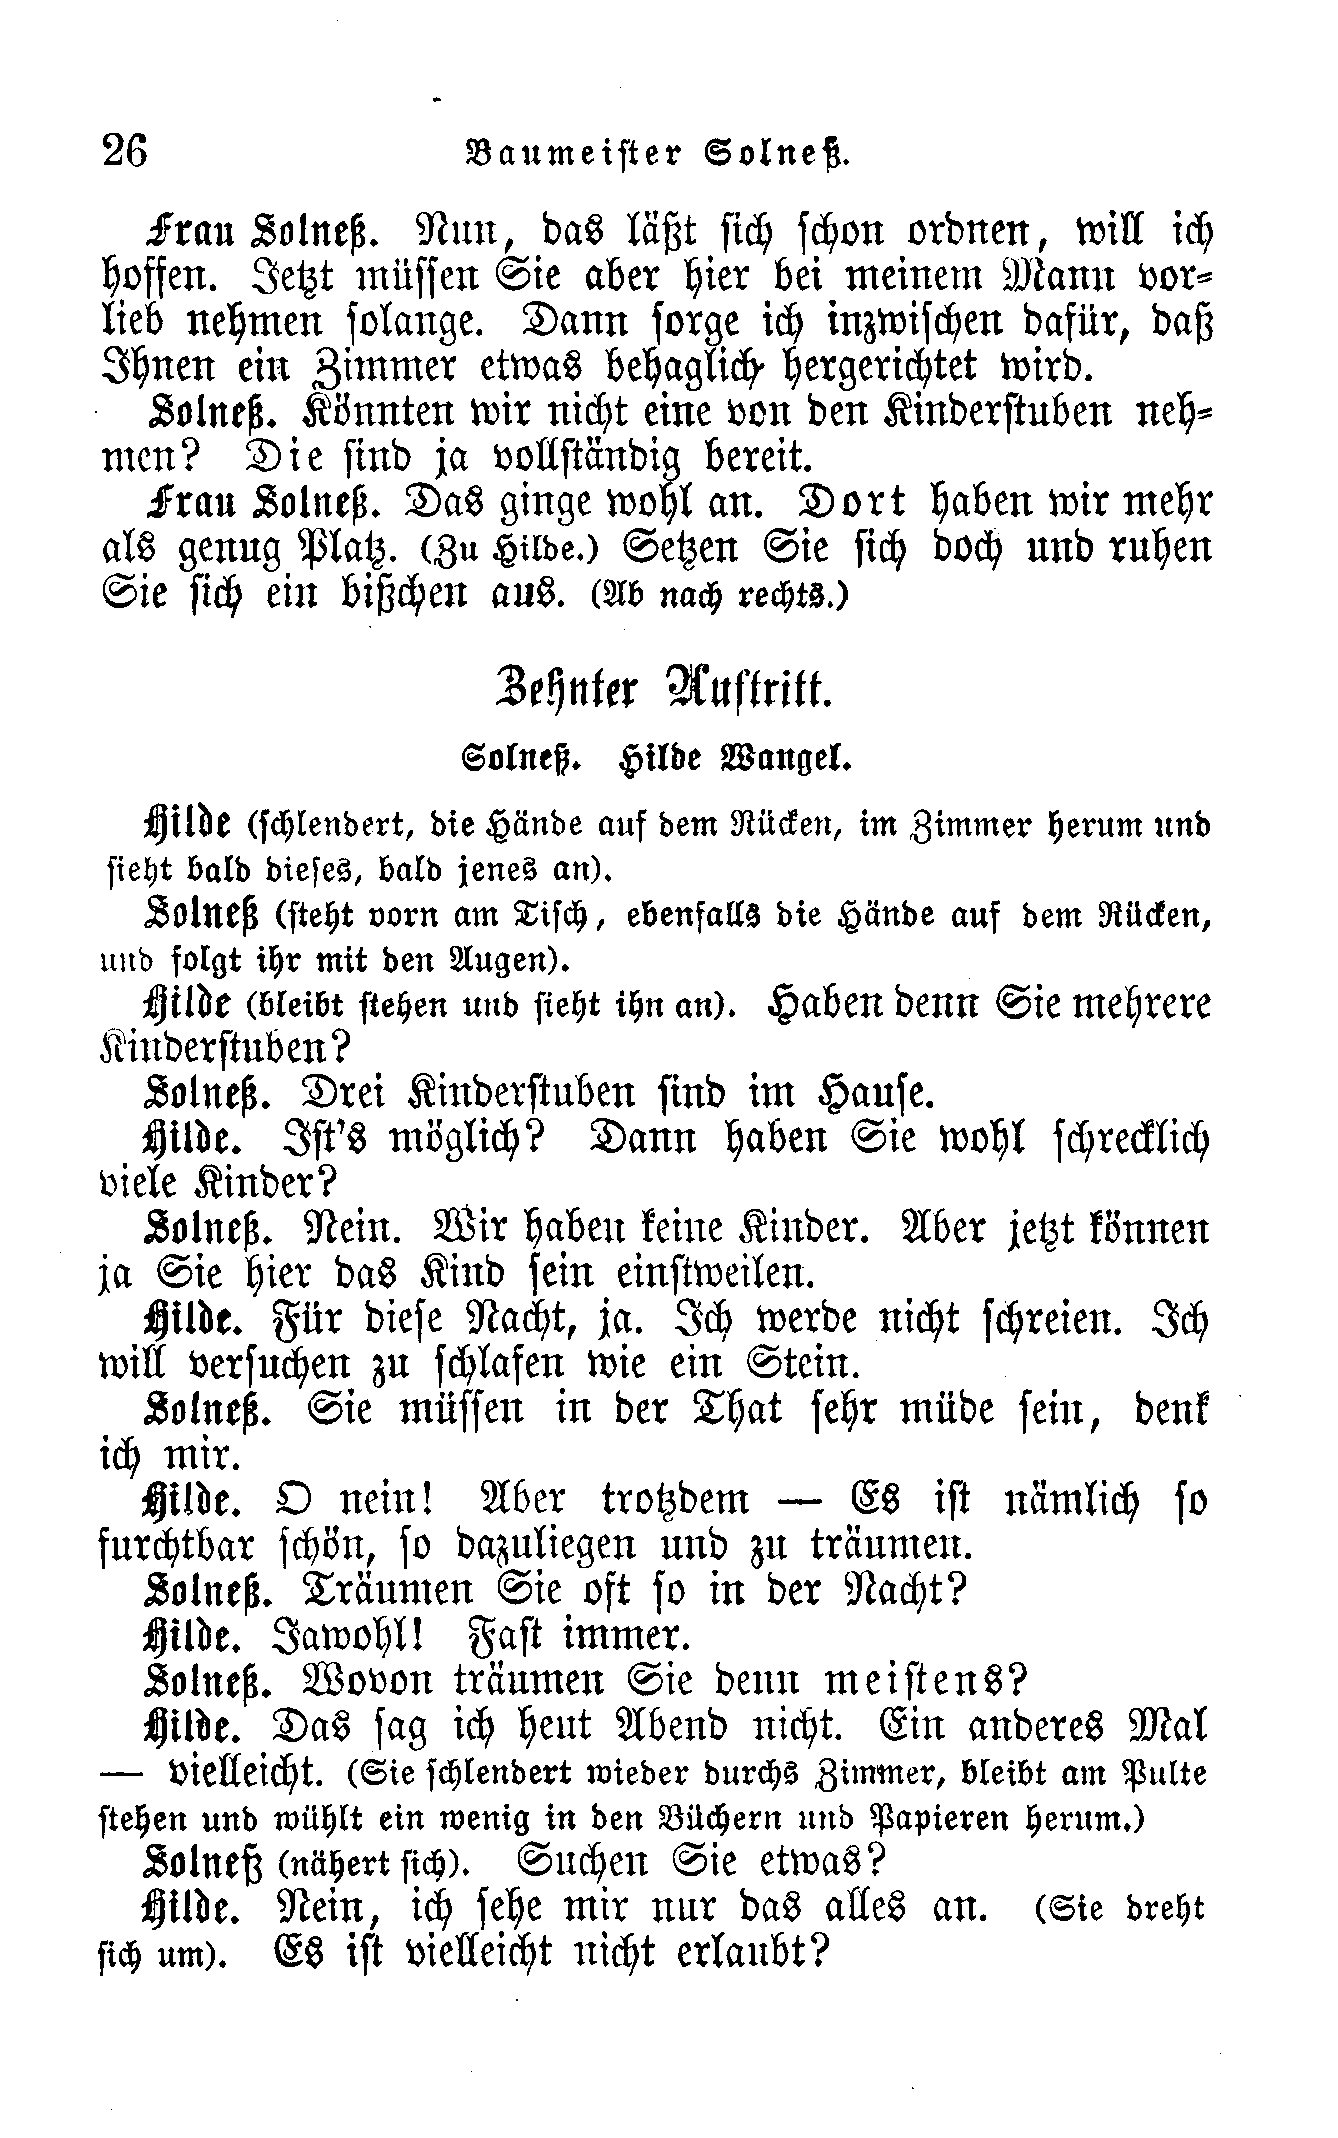 26 Baumeister Solneß.
Frau Solneß. Nun, das läßt sich schon ordnen, will ich
hoffen. Jetzt müssen Sie aber hier bei meinem Mann vor-
lieb nehmen solange. Dann sorge ich inzwischen dafür, daß
Ihnen ein Zimmer etwas behaglich hergerichtet wird.
Solneß. Könnten wir nicht eine von den Kinderstuben neh-
men? Die sind ja vollständig bereit.
Frau Solneß. Das ginge wohl an. Dort haben wir mehr
als genug Platz. (Zu Hilde.) Setzen Sie sich doch und ruhen
Sie sich ein bißchen aus. (Ab nach rechts.)
Zehnter Auftritt.
Solneß. Hilde Wangel.
Hilde (schlendert, die Hände auf dem Rücken, im Zimmer herum und
sieht bald dieses, bald jenes an).
Solneß (steht vorn am Tisch, ebenfalls die Hände auf dem Rücken,
und folgt ihr mit den Augen).
Hilde (bleibt stehen und sieht ihn an). Haben denn Sie mehrere
Kinderstuben?
Solneß. Drei Kinderstuben sind im Hause.
Hilde. Ist's möglich? Dann haben Sie wohl schrecklich
viele Kinder?
Solneß. Nein. Wir haben keine Kinder. Aber jetzt können
ja Sie hier das Kind sein einstweilen.
Hilde. Für diese Nacht, ja. Ich werde nicht schreien. Ich
will versuchen zu schlafen wie ein Stein.
Solneß. Sie müssen in der That sehr müde sein, denk
ich mir.
Hilde. O nein! Aber trotzdem — Es ist nämlich so
furchtbar schön, so dazuliegen und zu träumen.
Solneß. Träumen Sie oft so in der Nacht?
Hilde. Jawohl! Fast immer.
Solneß. Wovon träumen Sie denn meistens?
Hilde. Das sag ich heut Abend nicht. Ein anderes Mal
— vielleicht. (Sie schlendert wieder durchs Zimmer, bleibt am Pulte
stehen und wühlt ein wenig in den Büchern und Papieren herum.)
Solneß (nähert sich). Suchen Sie etwas?
Hilde. Nein, ich sehe mir nur das alles an. (Sie dreht
sich um). Es ist vielleicht nicht erlaubt?